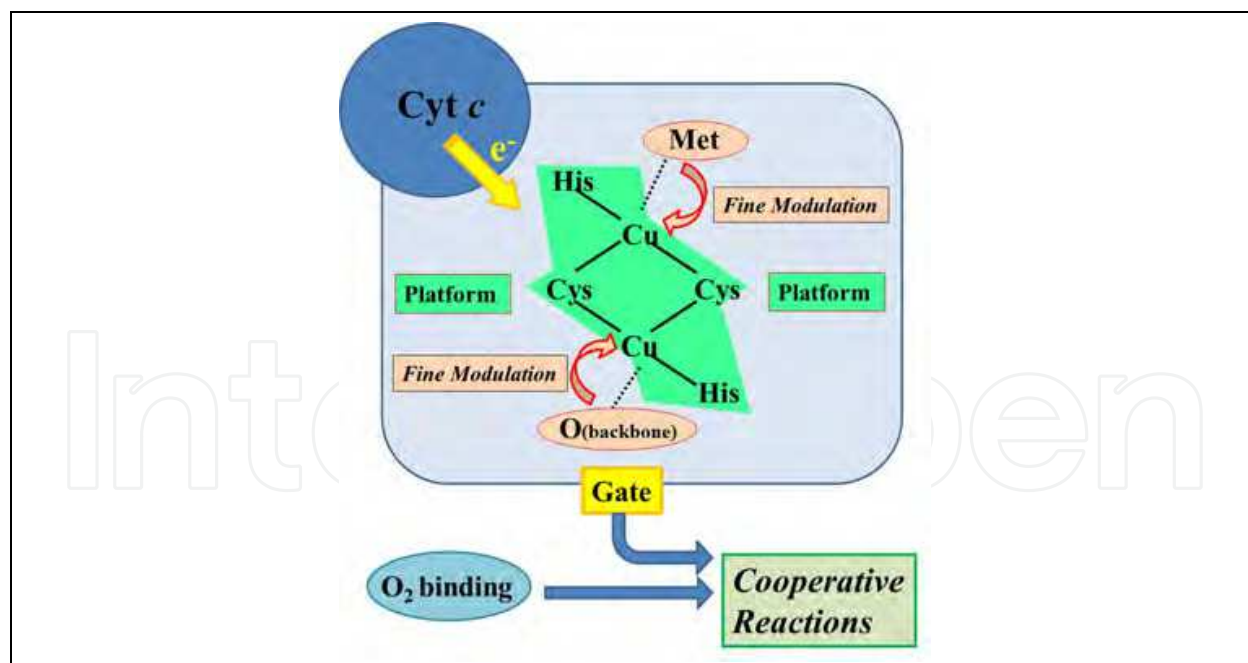 Cyt c
e-
Met
His
Fine Modulation
Cu
Platform
Cys
Cys
Platform
Cu
Fine Modulation
His
O(backbone)
Gate
O₂ binding
Cooperative
Reactions